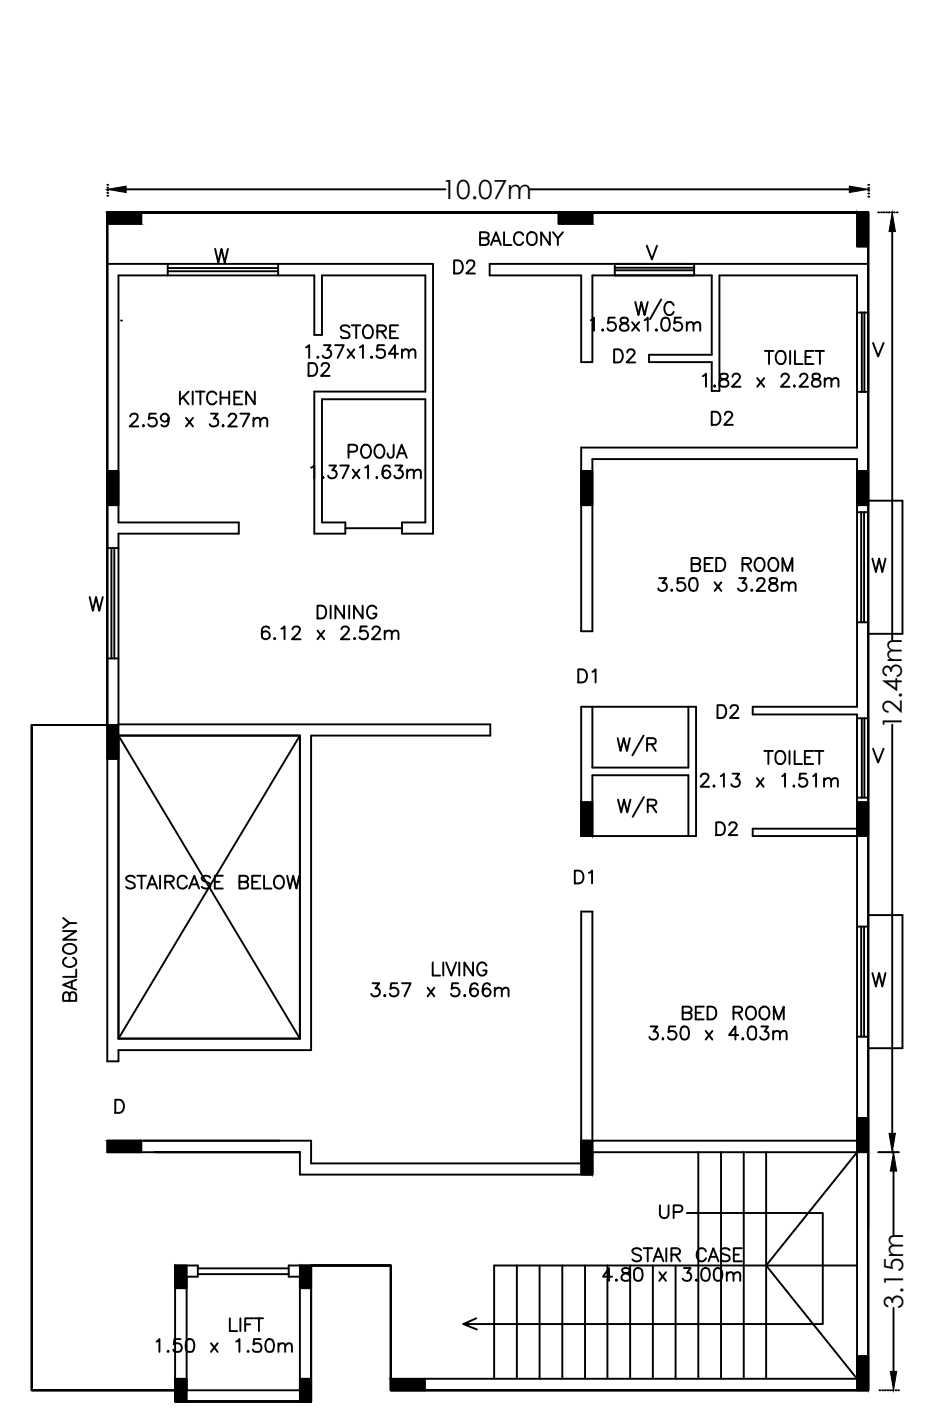 10.07m
BALCONY
W
D2
V
W/C
1.58x1.05m
STORE
1.37x1.54m
D2
D2
TOILET
1.82 x 2.28m
V
KITCHEN
2.59 x 3.27m
D2
POOJA
1.37x1.63m
BED ROOM
3.50 x 3.28m
W
W
DINING
6.12 x 2.52m
12.43m
D1
D2
W/R
TOILET
2.13 x 1.51m
V
W/R
D2
STAIRCASE BELOW
D1
BALCONY
LIVING
3.57 x 5.66m
W
BED ROOM
3.50 x 4.03m
D
UP
STAIR CASE
4.80 x 3.00m
3.15m
LIFT
1.50 x 1.50m